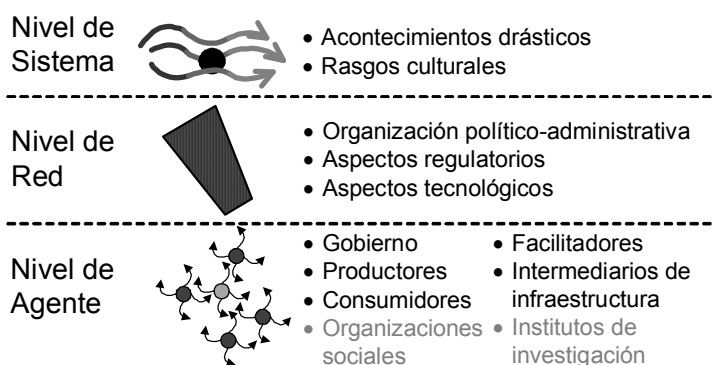 Nivel de
Sistema
• Acontecimientos drásticos
• Rasgos culturales
Nivel de
Red
• Organización político-administrativa
• Aspectos regulatorios
• Aspectos tecnológicos
Nivel de
Agente
• Gobierno
• Productores
• Consumidores
• Organizaciones
sociales
• Facilitadores
• Intermediarios de
infraestructura
• Institutos de
investigación